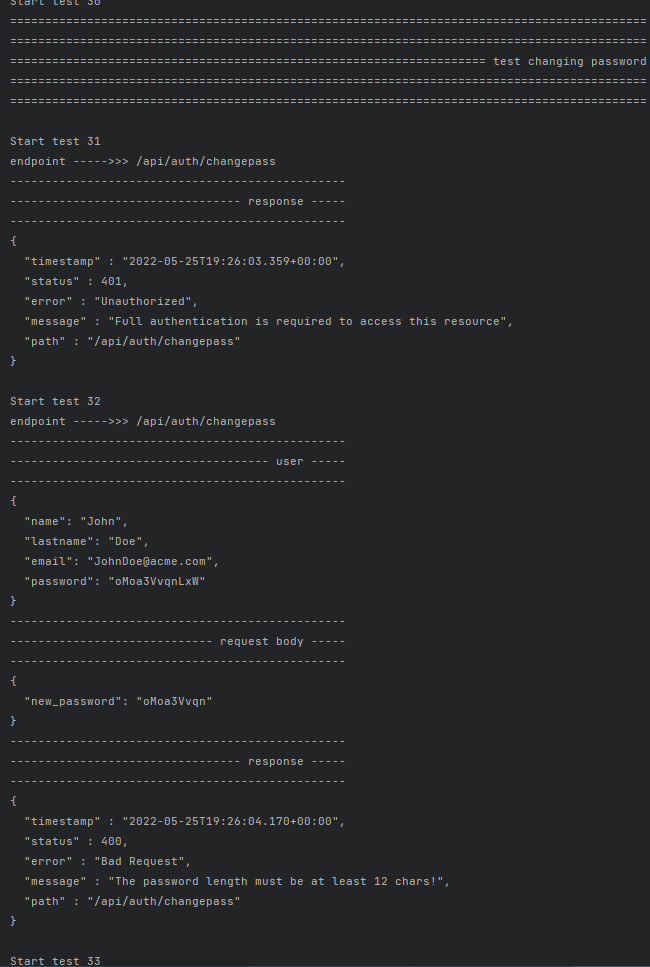 Start test 30
===========================================================================================
===========================================================================================
==================================================================== test changing password
===========================================================================================
===========================================================================================
Start test 31
endpoint ----->>> /api/auth/changepass
------------------------------------------------
--------------------------------- response -----
------------------------------------------------
{
  "timestamp" : "2022-05-25T19:26:03.359+00:00",
  "status" : 401,
  "error" : "Unauthorized",
  "message" : "Full authentication is required to access this resource",
  "path" : "/api/auth/changepass"
}
Start test 32
endpoint ----->>> /api/auth/changepass
------------------------------------------------
------------------------------------- user -----
------------------------------------------------
{
  "name": "John",
  "lastname": "Doe",
  "email": "JohnDoe@acme.com",
  "password": "oMoa3VvqnLxW"
}
------------------------------------------------
----------------------------- request body -----
------------------------------------------------
{
  "new_password": "oMoa3Vvqn"
}
------------------------------------------------
--------------------------------- response -----
------------------------------------------------
{
  "timestamp" : "2022-05-25T19:26:04.170+00:00",
  "status" : 400,
  "error" : "Bad Request",
  "message" : "The password length must be at least 12 chars!",
  "path" : "/api/auth/changepass"
}
Start test 33